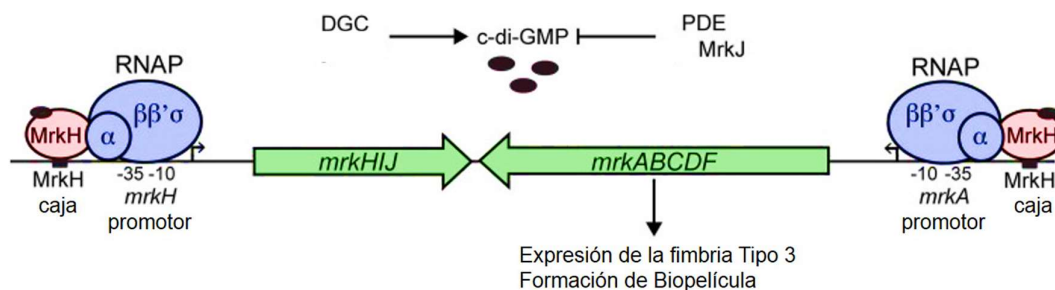 DGC
c-di-GMP
PDE
MrkJ
RNAP
MrkH
α
ββ'σ
-35 -10
MrkH
caja
mrkH
promotor
mrkHIJ
mrkABCDF
Expresión de la fimbria Tipo 3
Formación de Biopelícula
RNAP
ββ'σ
α
MrkH
-10 -35
mrkA
promotor
MrkH
caja